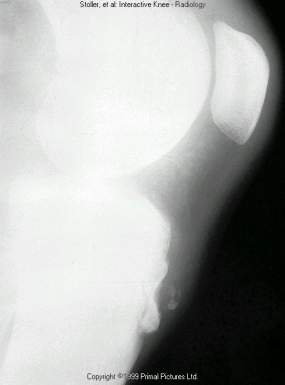 Stoller, et al: Interactive Knee - Radiology
Copyright ©1999 Primal Pictures Ltd.